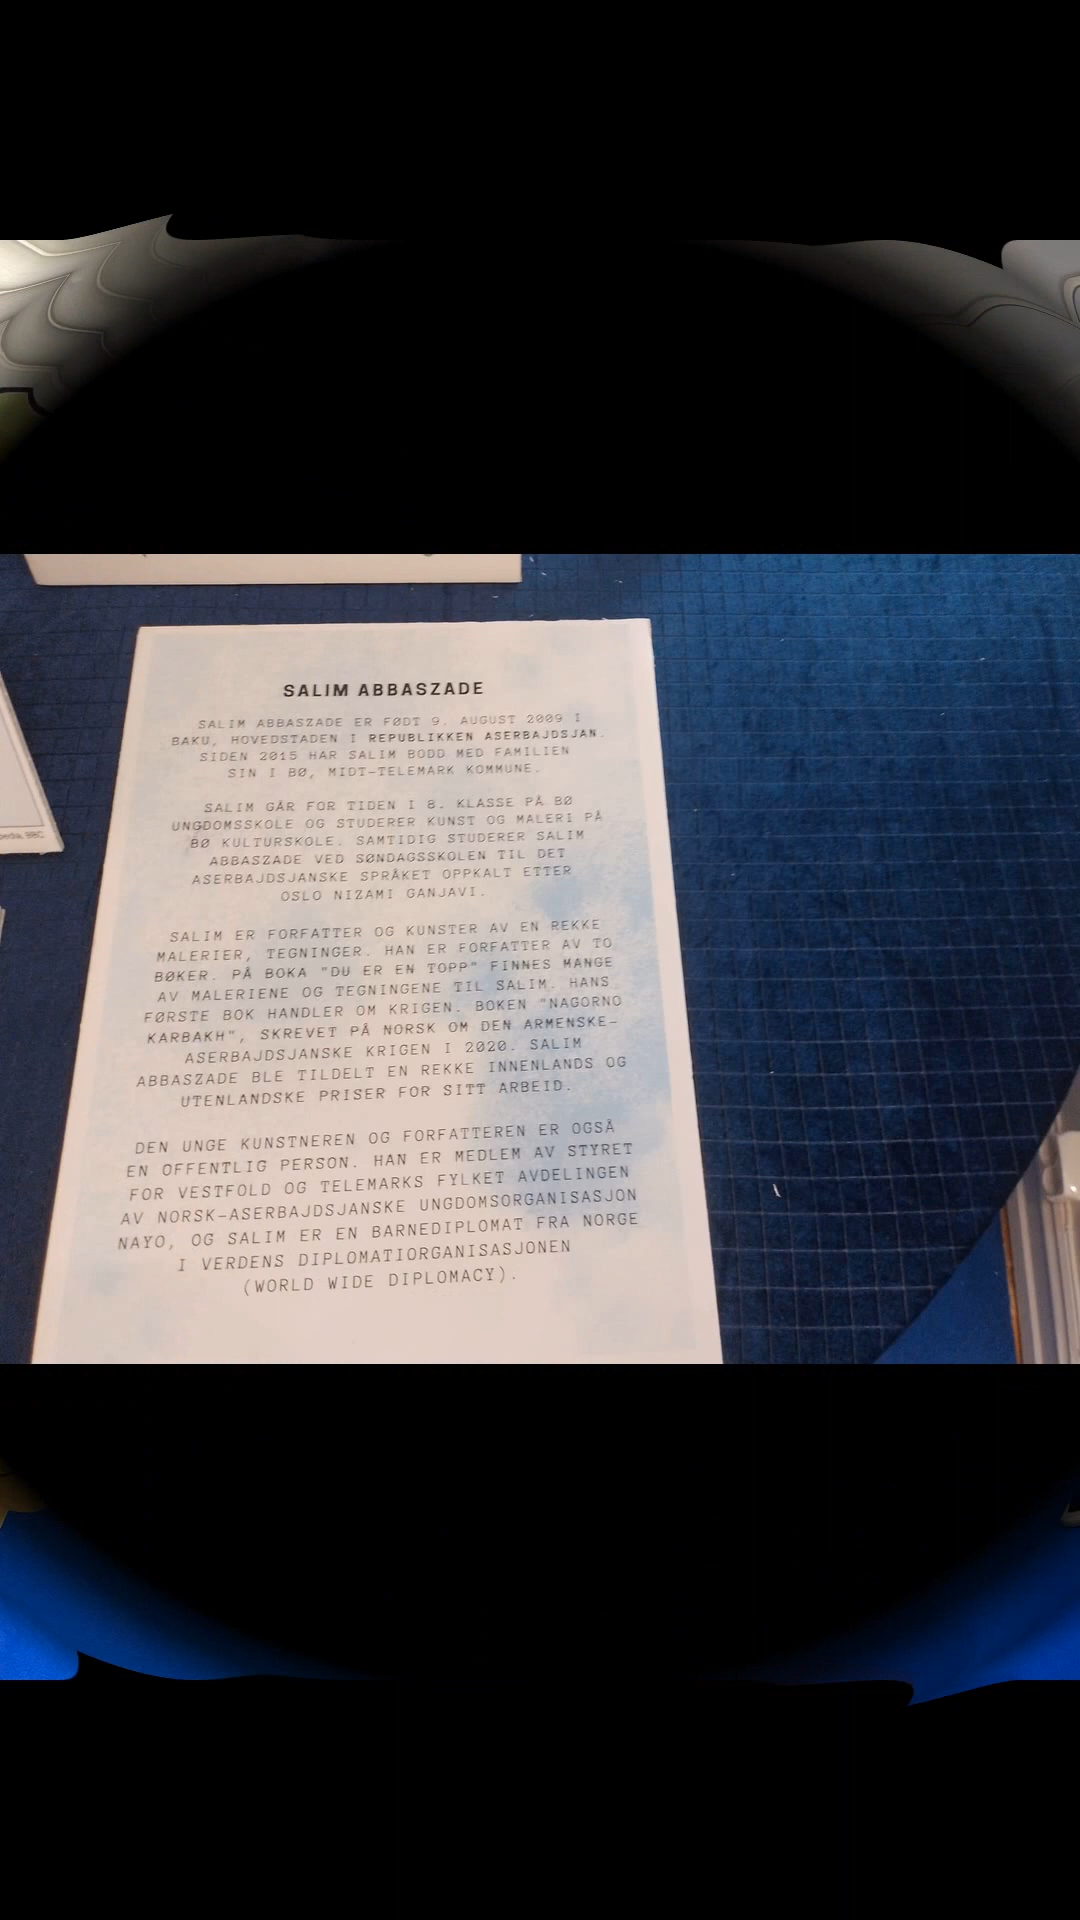 SALIM ABBASZADE
SALIM ABBASZADE ER FØDT 9. AUGUST 2009 I
BAKU, HOVEDSTADEN I REPUBLIKKEN ASERBAJDSJAN.
SIDEN 2015 HAR SALIM BODD MED FAMILIEN
SIN I BØ, MIDT-TELEMARK KOMMUNE.
SALIM GÅR FOR TIDEN I 8. KLASSE PÅ BØ
UNGDOMSSKOLE OG STUDERER KUNST OG MALERI PÅ
BØ KULTURSKOLE. SAMTIDIG STUDERER SALIM
ABBASZADE VED SØNDAGSSKOLEN TIL DET
ASERBAJDSJANSKE SPRÅKET OPPKALT ETTER
OSLO NIZAMI GANJAVI.
SALIM ER FORFATTER OG KUNSTER AV EN REKKE
MALERIER, TEGNINGER. HAN ER FORFATTER AV TO
BØKER. PÅ BOKA "DU ER EN TOPP" FINNES MANGE
AV MALERIENE OG TEGNINGENE TIL SALIM. HANS
FØRSTE BOK HANDLER OM KRIGEN. BOKEN "NAGORNO
KARBAKH", SKREVET PÅ NORSK OM DEN ARMENSKE-
ASERBAJDSJANSKE KRIGEN I 2020. SALIM
ABBASZADE BLE TILDELT EN REKKE INNENLANDS OG
UTENLANDSKE PRISER FOR SITT ARBEID.
DEN UNGE KUNSTNEREN OG FORFATTEREN ER OGSÅ
EN OFFENTLIG PERSON. HAN ER MEDLEM AV STYRET
FOR VESTFOLD OG TELEMARKS FYLKET AVDELINGEN
AV NORSK-ASERBAJDSJANSKE UNGDOMSORGANISASJON
NAYO, OG SALIM ER EN BARNEDIPLOMAT FRA NORGE
I VERDENS DIPLOMATIORGANISASJONEN
(WORLD WIDE DIPLOMACY).
BBC